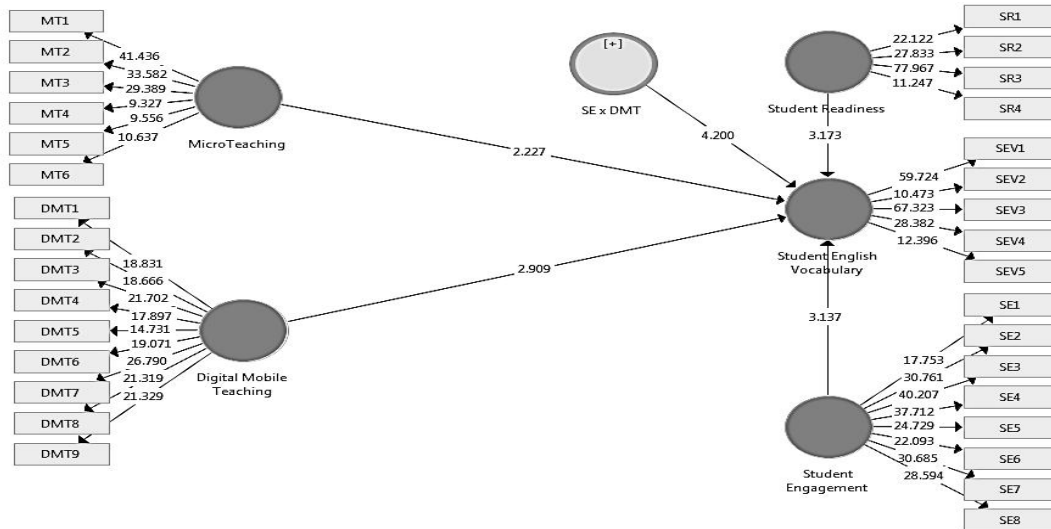 MT1
MT2
MT3
MT4
MT5
MT6
41.436
33.582
29.389
9.327
9.556
10.637
MicroTeaching
DMT1
DMT2
DMT3
DMT4
DMT5
DMT6
DMT7
DMT8
DMT9
18.831
18.666
21.702
17.897
14.731
19.071
26.790
21.319
21.329
Digital Mobile
Teaching
[+]
SE x DMT
4.200
2.227
2.909
Student Readiness
3.173
22.122
27.833
77.967
11.247
SR1
SR2
SR3
SR4
Student English
Vocabulary
59.724
10.473
67.323
28.382
12.396
SEV1
SEV2
SEV3
SEV4
SEV5
3.137
Student
Engagement
17.753
30.761
40.207
37.712
24.729
22.093
30.685
28.594
SE1
SE2
SE3
SE4
SE5
SE6
SE7
SE8